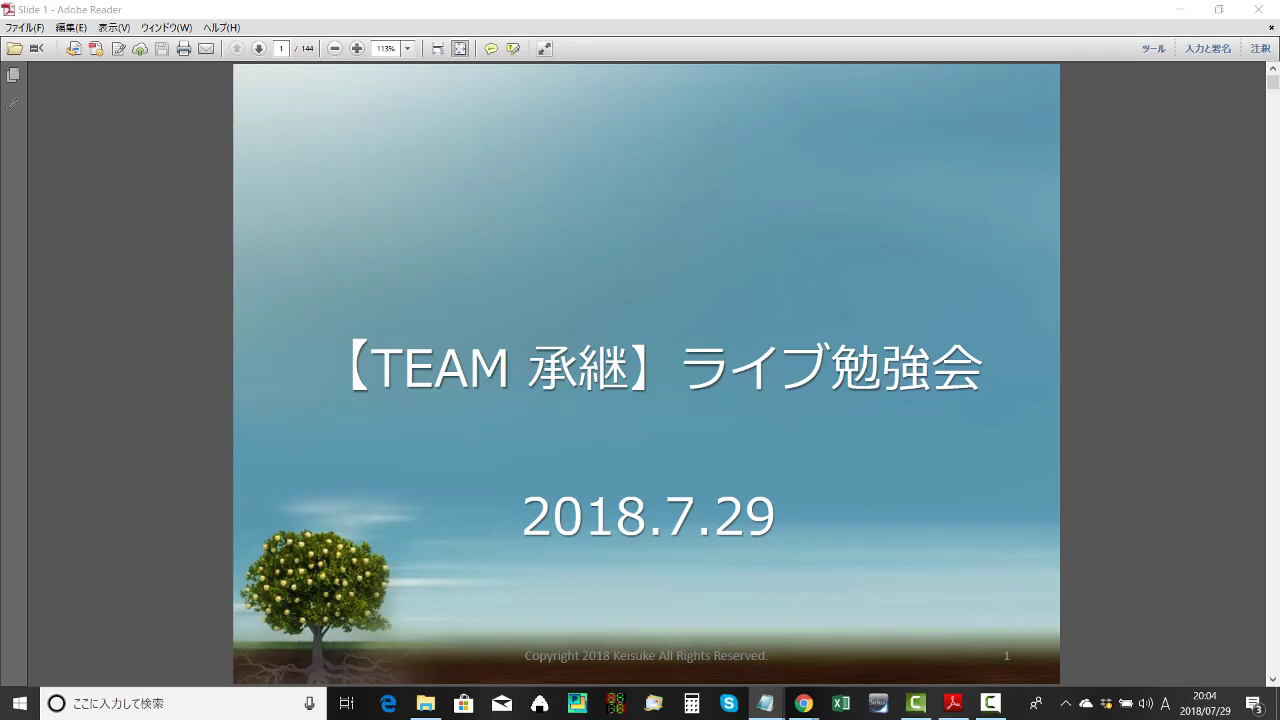 Slide 1 - Adobe Reader
ファイル(F) 編集(E) 表示(V) ウィンドウ(W) ヘルプ(H)
1 / 144 113% ツール 入力と署名 注釈
【TEAM 承継】ライブ勉強会
2018.7.29
Copyright 2018 Keisuke All Rights Reserved. 1
ここに入力して検索
A
20:04
2018/07/29
3